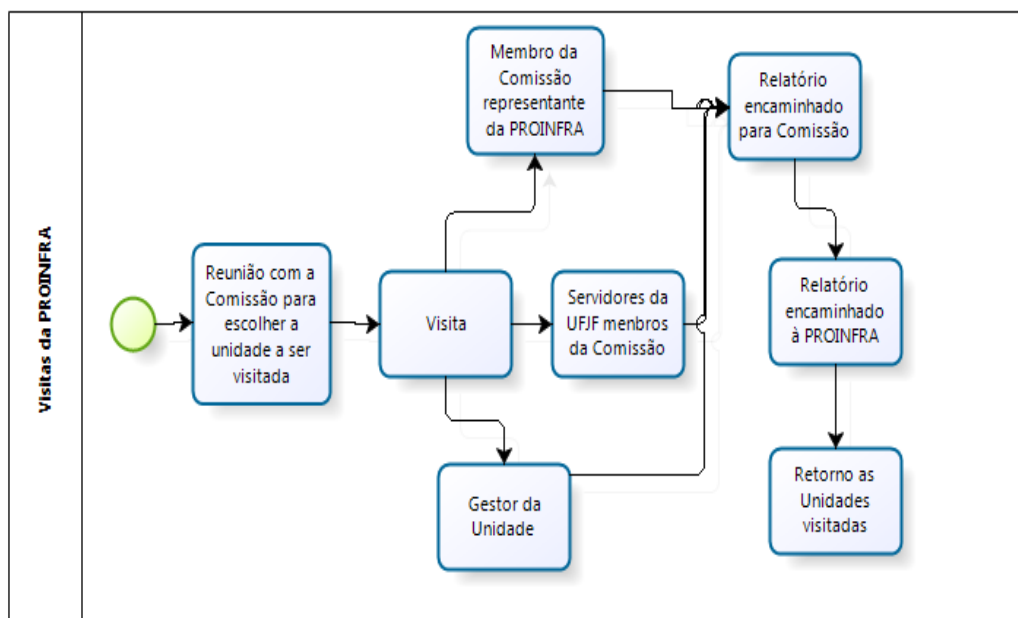 Visitas da PROINFRA
Reunião com a
Comissão para
escolher a
unidade a ser
visitada
Visita
Membro da
Comissão
representante
da PROINFRA
Servidores da
UFJF menbros
da Comissão
Gestor da
Unidade
Relatório
encaminhado
para Comissão
Relatório
encaminhado
à PROINFRA
Retorno as
Unidades
visitadas